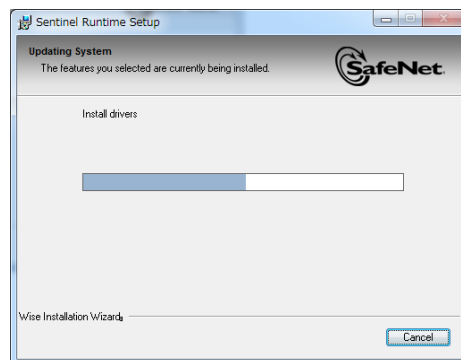 Sentinel Runtime Setup
Updating System
The features you selected are currently being installed.
SafeNet.
Install drivers
Wise Installation Wizard®
Cancel